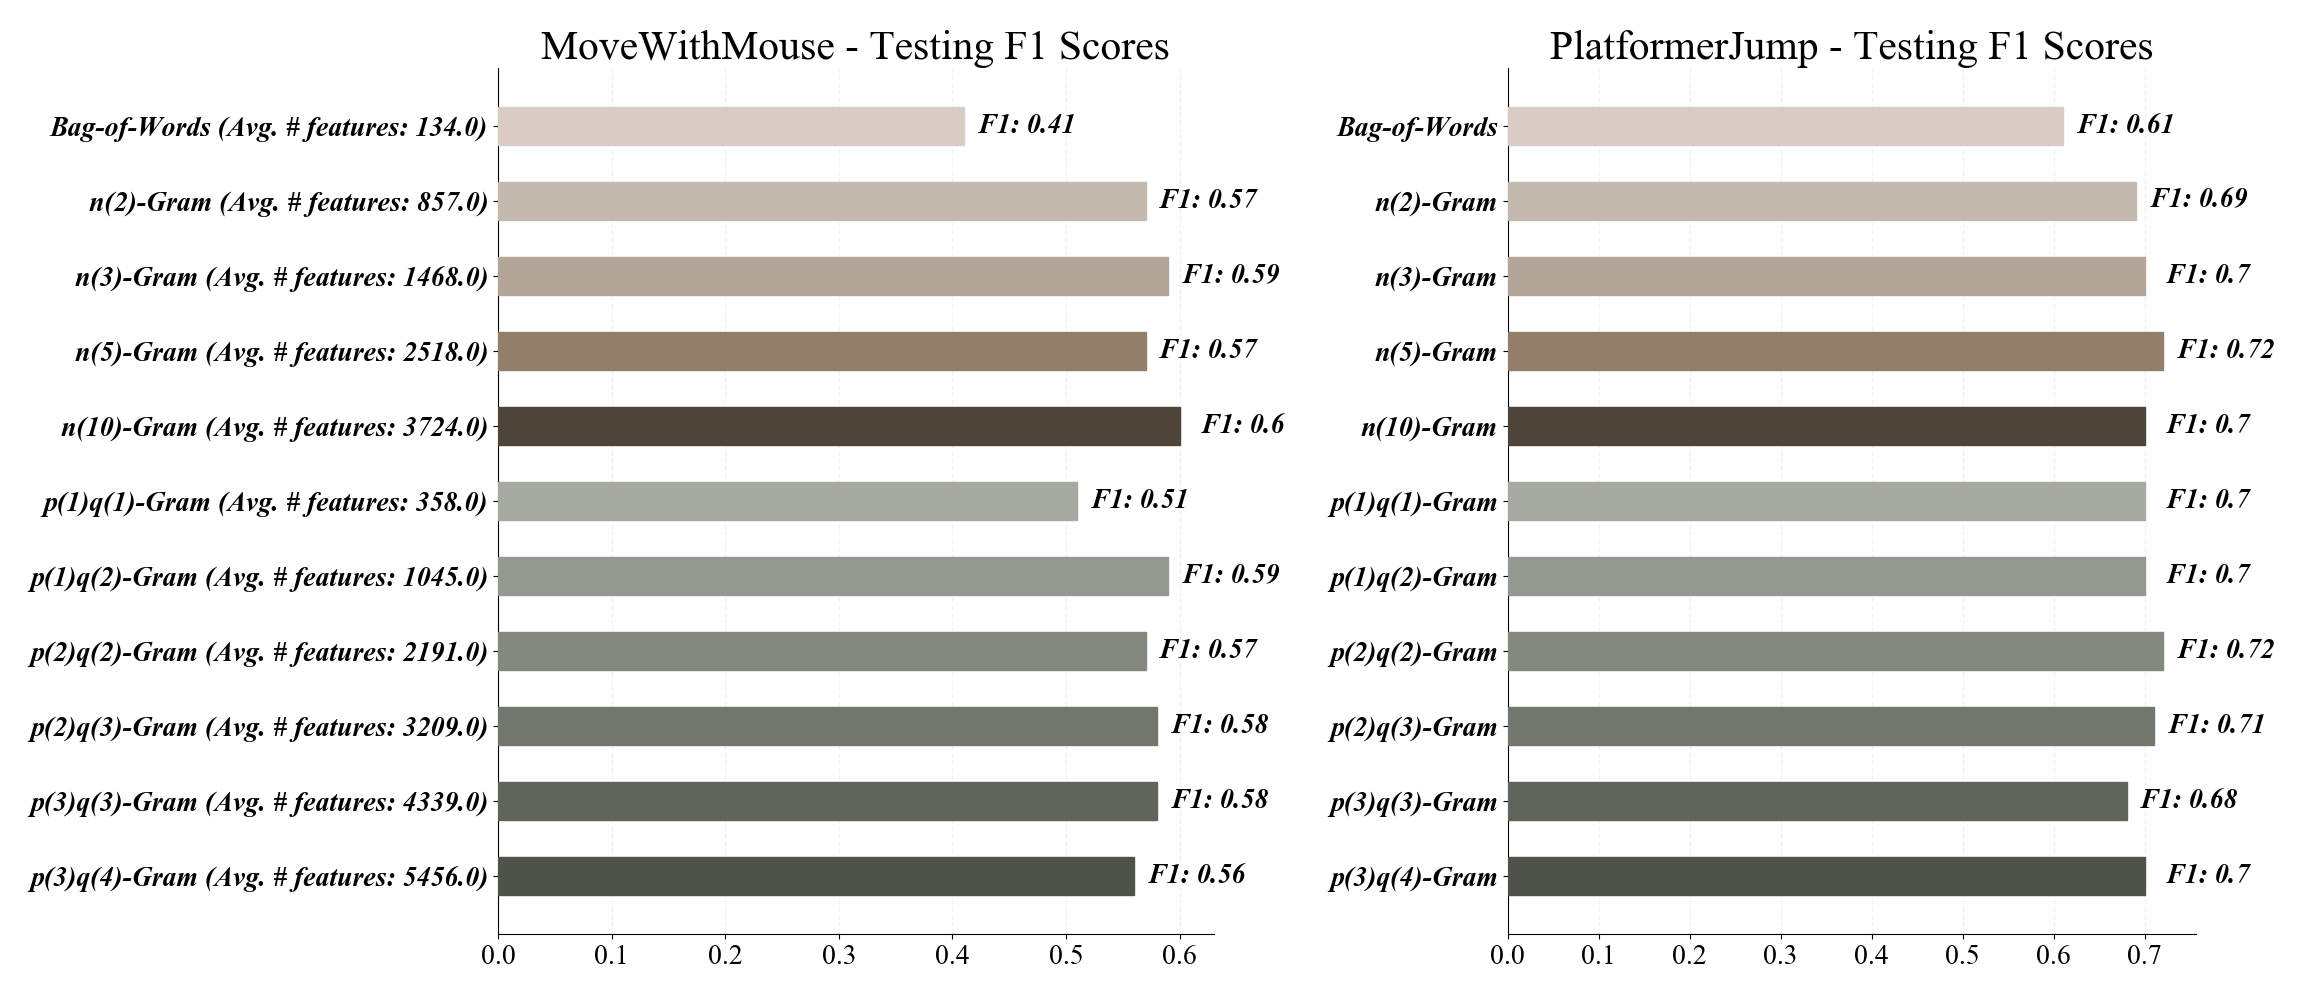 MoveWithMouse - Testing F1 Scores
Bag-of-Words (Avg. # features: 134.0) F1: 0.41
n(2)-Gram (Avg. # features: 857.0) F1: 0.57
n(3)-Gram (Avg. # features: 1468.0) F1: 0.59
n(5)-Gram (Avg. # features: 2518.0) F1: 0.57
n(10)-Gram (Avg. # features: 3724.0) F1: 0.6
p(1)q(1)-Gram (Avg. # features: 358.0) F1: 0.51
p(1)q(2)-Gram (Avg. # features: 1045.0) F1: 0.59
p(2)q(2)-Gram (Avg. # features: 2191.0) F1: 0.57
p(2)q(3)-Gram (Avg. # features: 3209.0) F1: 0.58
p(3)q(3)-Gram (Avg. # features: 4339.0) F1: 0.58
p(3)q(4)-Gram (Avg. # features: 5456.0) F1: 0.56
0.0 0.1 0.2 0.3 0.4 0.5 0.6
PlatformerJump - Testing F1 Scores
Bag-of-Words F1: 0.61
n(2)-Gram F1: 0.69
n(3)-Gram F1: 0.7
n(5)-Gram F1: 0.72
n(10)-Gram F1: 0.7
p(1)q(1)-Gram F1: 0.7
p(1)q(2)-Gram F1: 0.7
p(2)q(2)-Gram F1: 0.72
p(2)q(3)-Gram F1: 0.71
p(3)q(3)-Gram F1: 0.68
p(3)q(4)-Gram F1: 0.7
0.0 0.1 0.2 0.3 0.4 0.5 0.6 0.7